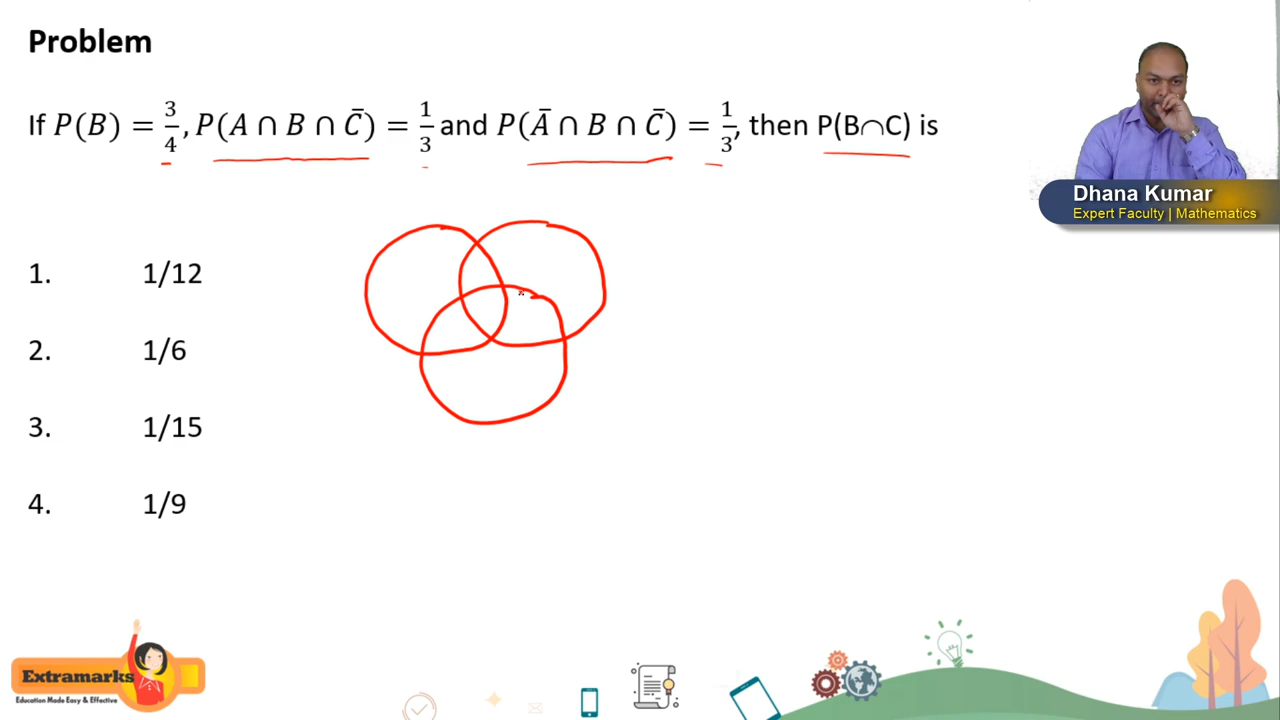 Problem
If P(B) = 3/4, P(A ∩ B ∩ C̄) = 1/3 and P(Ā ∩ B ∩ C̄) = 1/3, then P(B∩C) is
Dhana Kumar
Expert Faculty | Mathematics
1. 1/12
2. 1/6
3. 1/15
4. 1/9
Extramarks
Education Made Easy & Effective